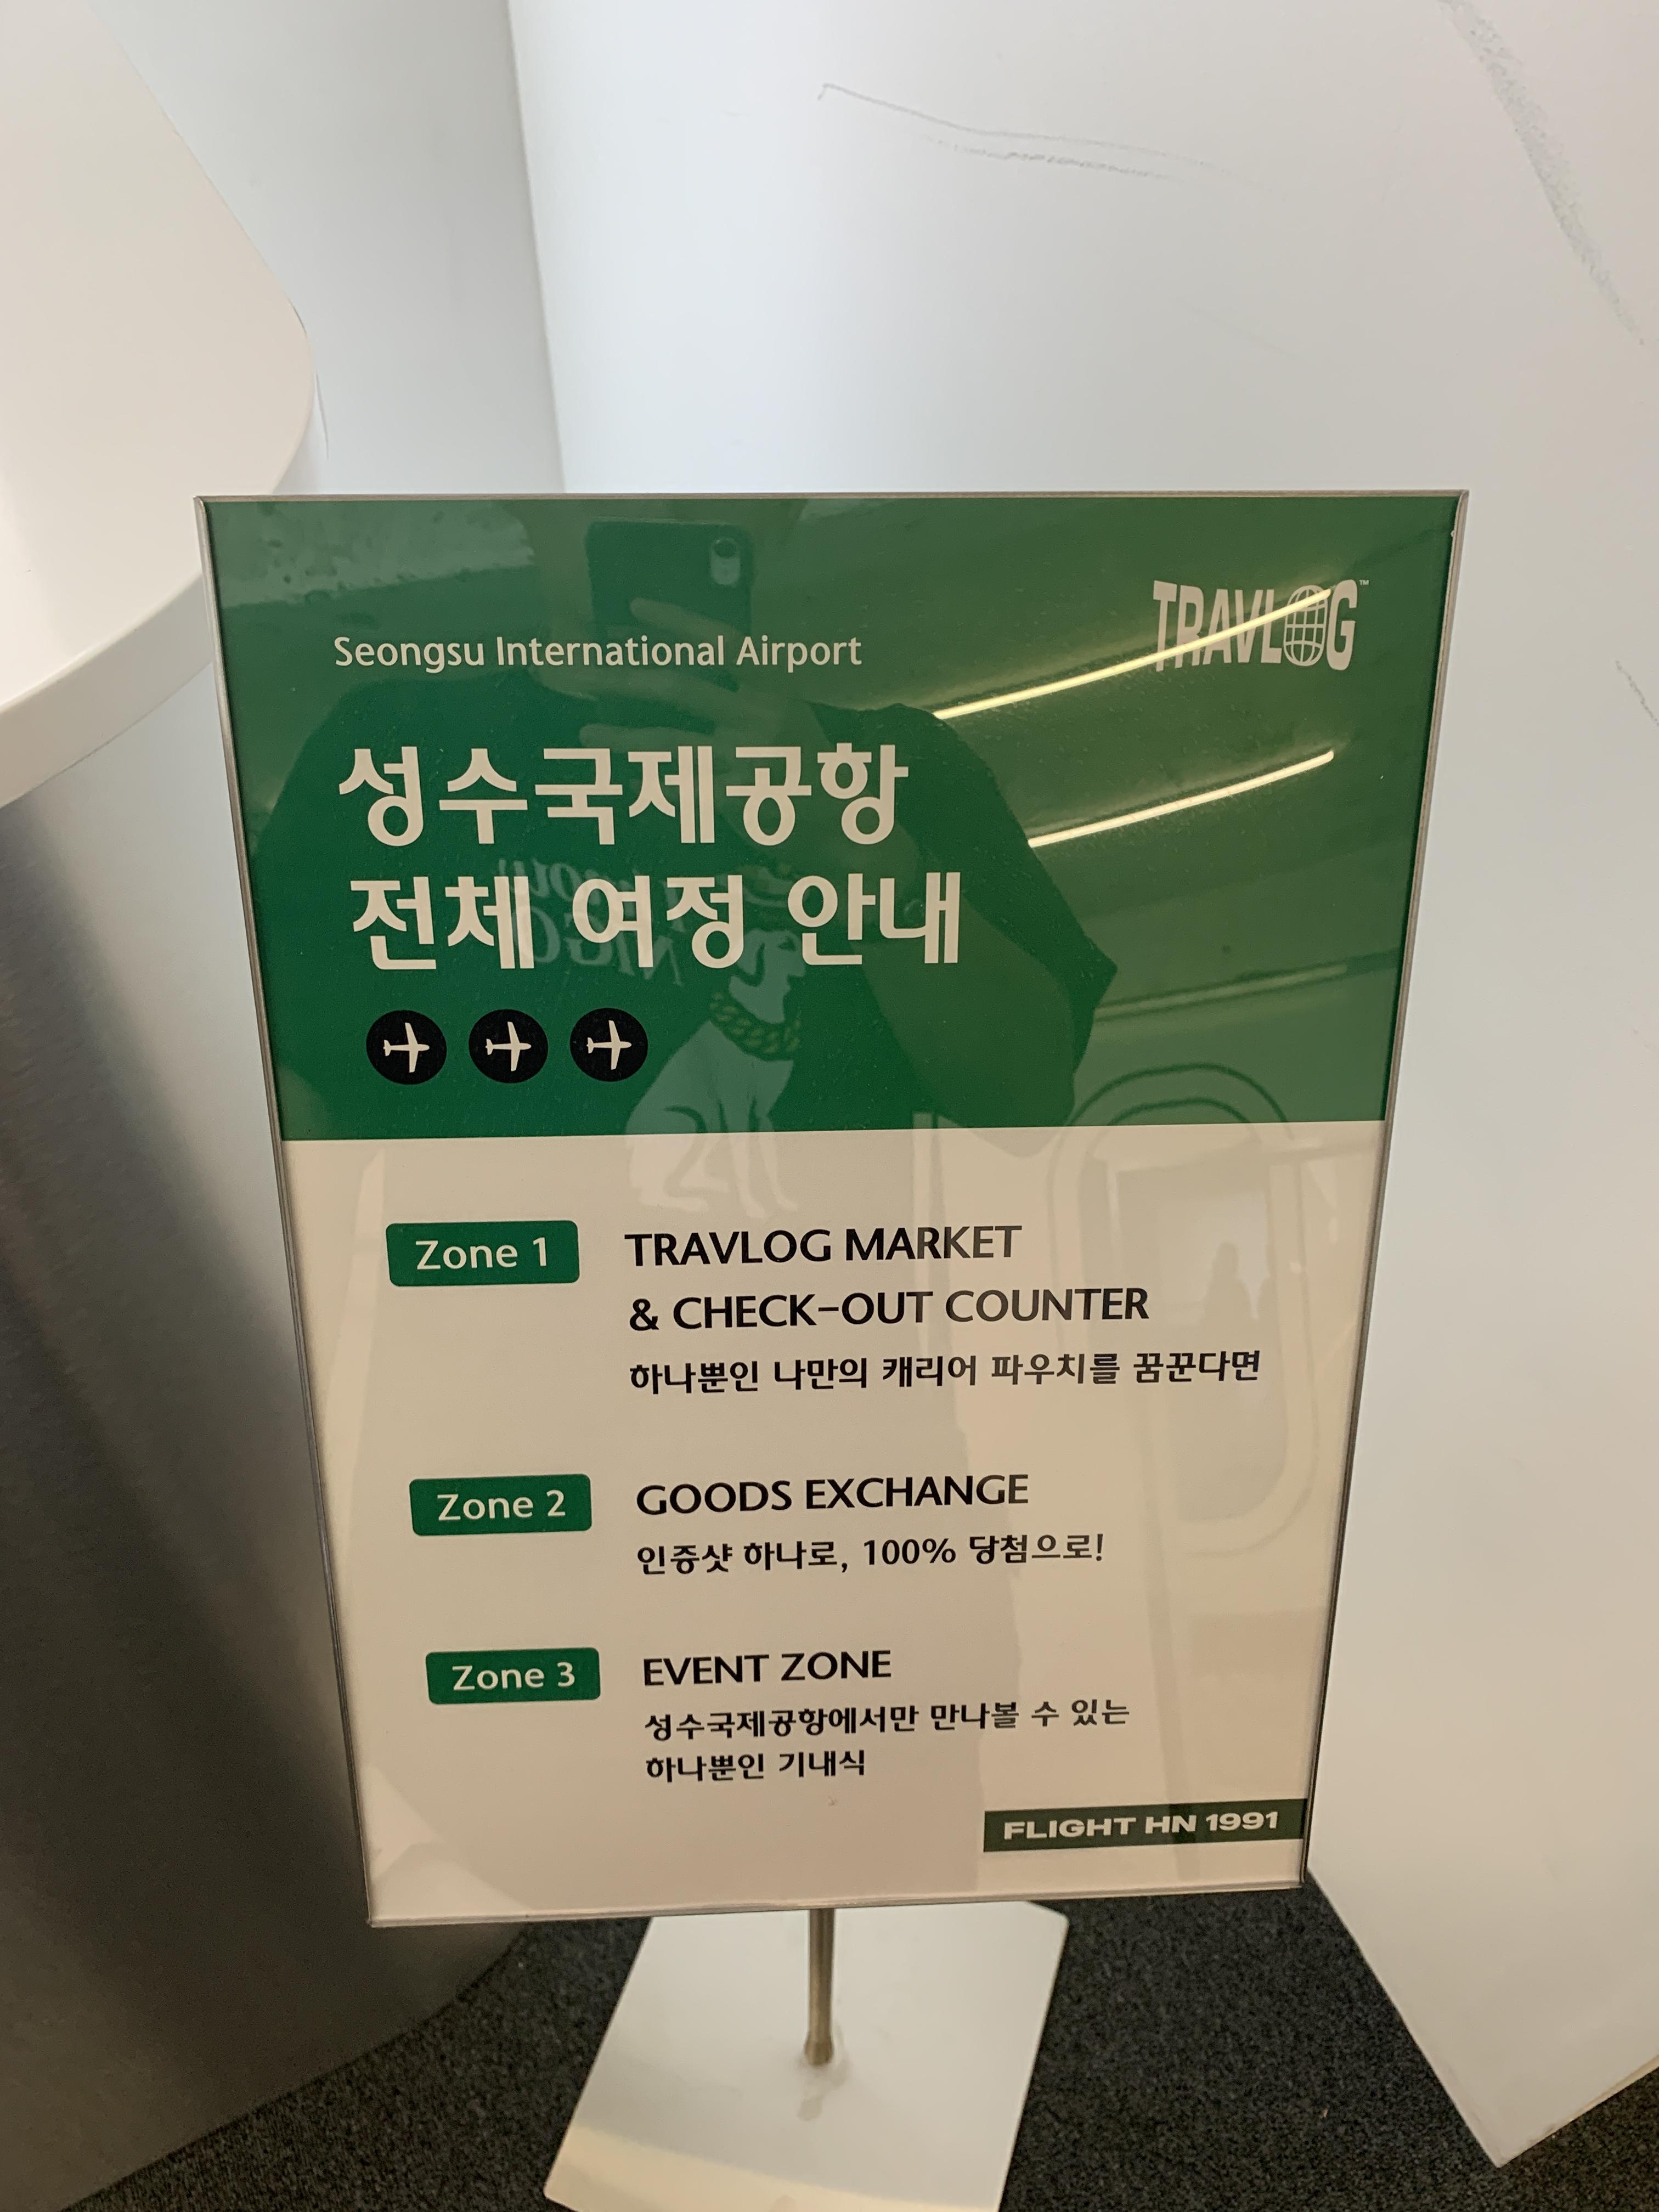 Seongsu International Airport
TRAVLOG™
성수국제공항
전체 여정 안내
Zone 1
TRAVLOG MARKET
& CHECK-OUT COUNTER
하나뿐인 나만의 캐리어 파우치를 꿈꾼다면
Zone 2
GOODS EXCHANGE
인증샷 하나로, 100% 당첨으로!
Zone 3
EVENT ZONE
성수국제공항에서만 만나볼 수 있는
하나뿐인 기내식
FLIGHT HN 1991